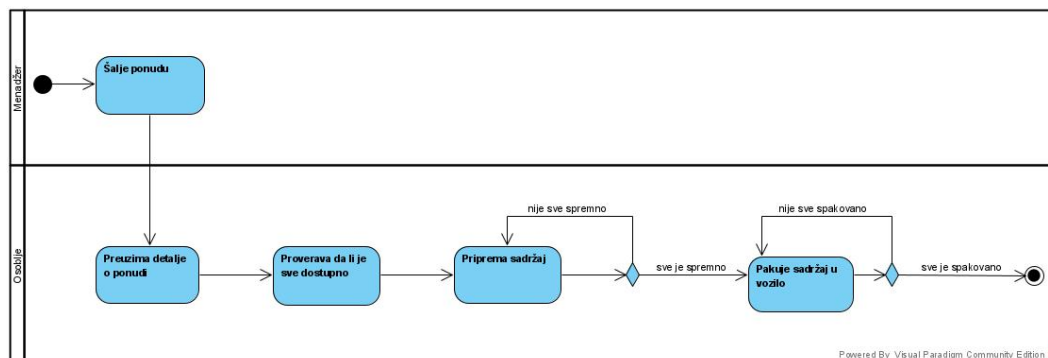 Menadžer
Šalje ponudu
Osoblje
Preuzima detalje
o ponudi
Proverava da li je
sve dostupno
Priprema sadržaj
nije sve spremno
sve je spremno
Pakuje sadržaj u
vozilo
nije sve spakovano
sve je spakovano
Powered By Visual Paradigm Community Edition